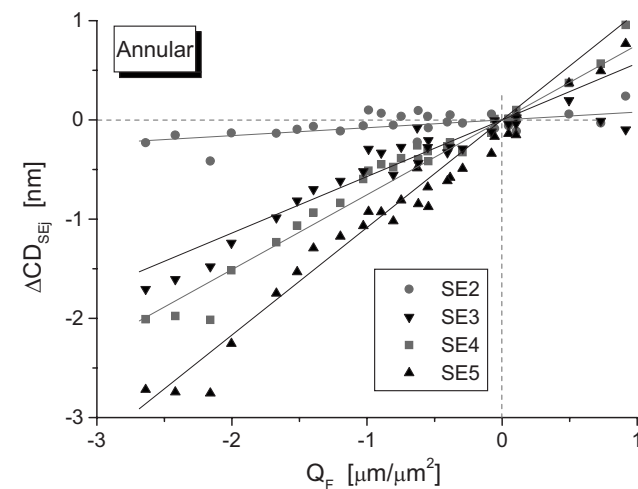 Annular
1
0
-1
-2
-3
ΔCD_SEj [nm]
SE2
SE3
SE4
SE5
-3
-2
-1
0
1
Q_F [μm/μm²]